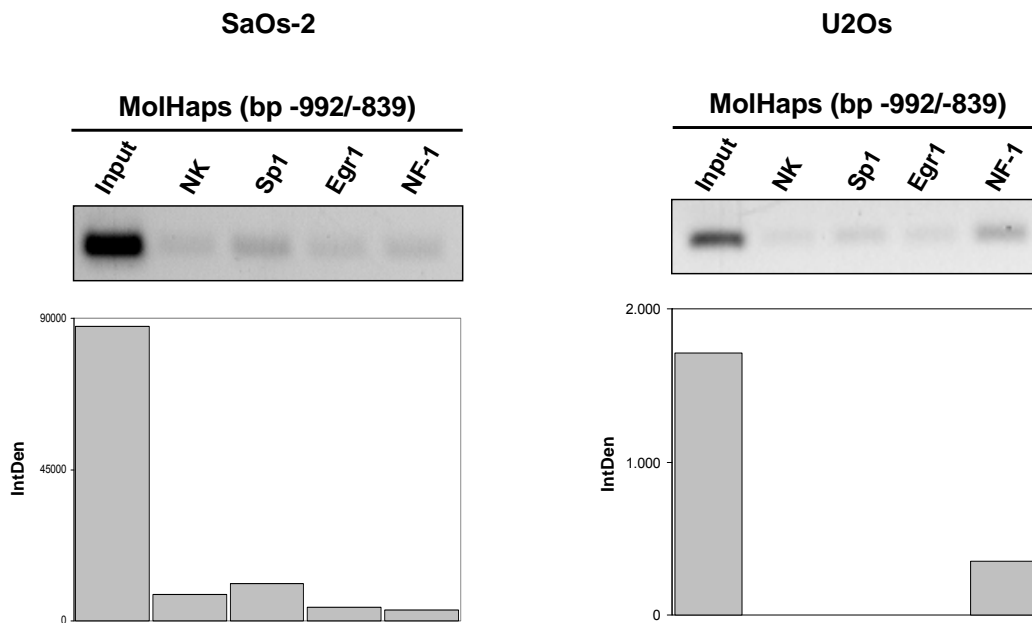 SaOs-2
MolHaps (bp -992/-839)
Input NK Sp1 Egr1 NF-1
90000
45000
0
IntDen
U2Os
MolHaps (bp -992/-839)
Input NK Sp1 Egr1 NF-1
2.000
1.000
0
IntDen